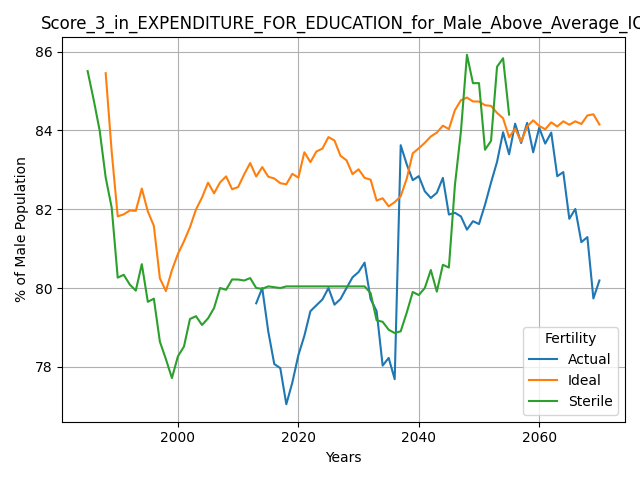 Score_3_in_EXPENDITURE_FOR_EDUCATION_for_Male_Above_Average_IQ
86
84
82
80
78
% of Male Population
2000 2020 2040 2060
Years
Fertility
Actual
Ideal
Sterile